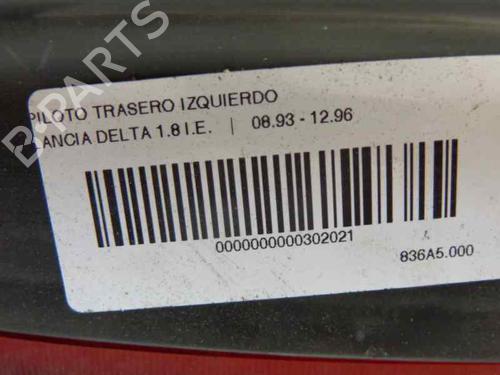 PILOTO TRASERO IZQUIERDO
LANCIA DELTA 1.8 I.E. | 08.93 - 12.96
0000000000302021
836A5.000
B-PARTS